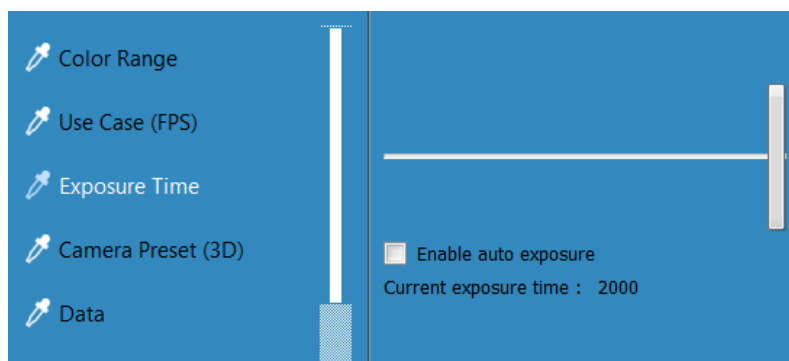 Color Range
Use Case (FPS)
Exposure Time
Camera Preset (3D)
Data
Enable auto exposure
Current exposure time : 2000